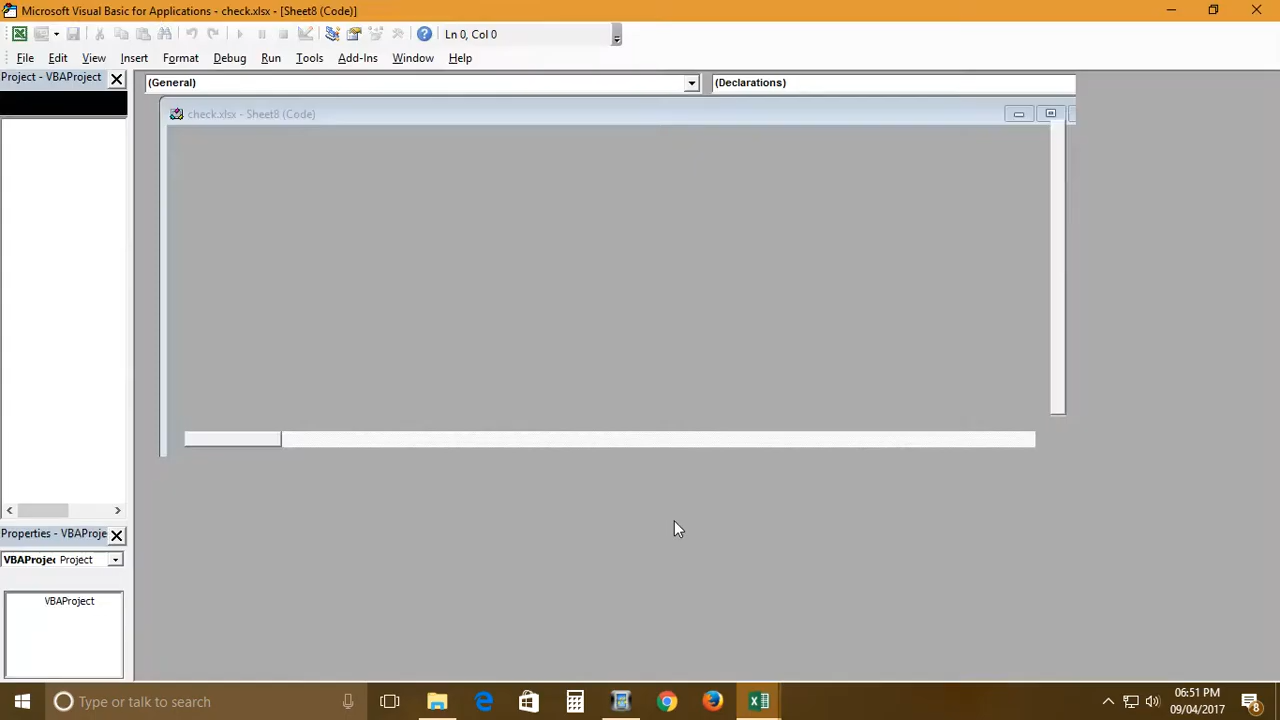 Microsoft Visual Basic for Applications - check.xlsx - [Sheet8 (Code)]
Ln 0, Col 0
File Edit View Insert Format Debug Run Tools Add-Ins Window Help
Project - VBAProject
(General) (Declarations)
check.xlsx - Sheet8 (Code)
Properties - VBAProje
VBAProjec Project
VBAProject
Type or talk to search
06:51 PM
09/04/2017
8